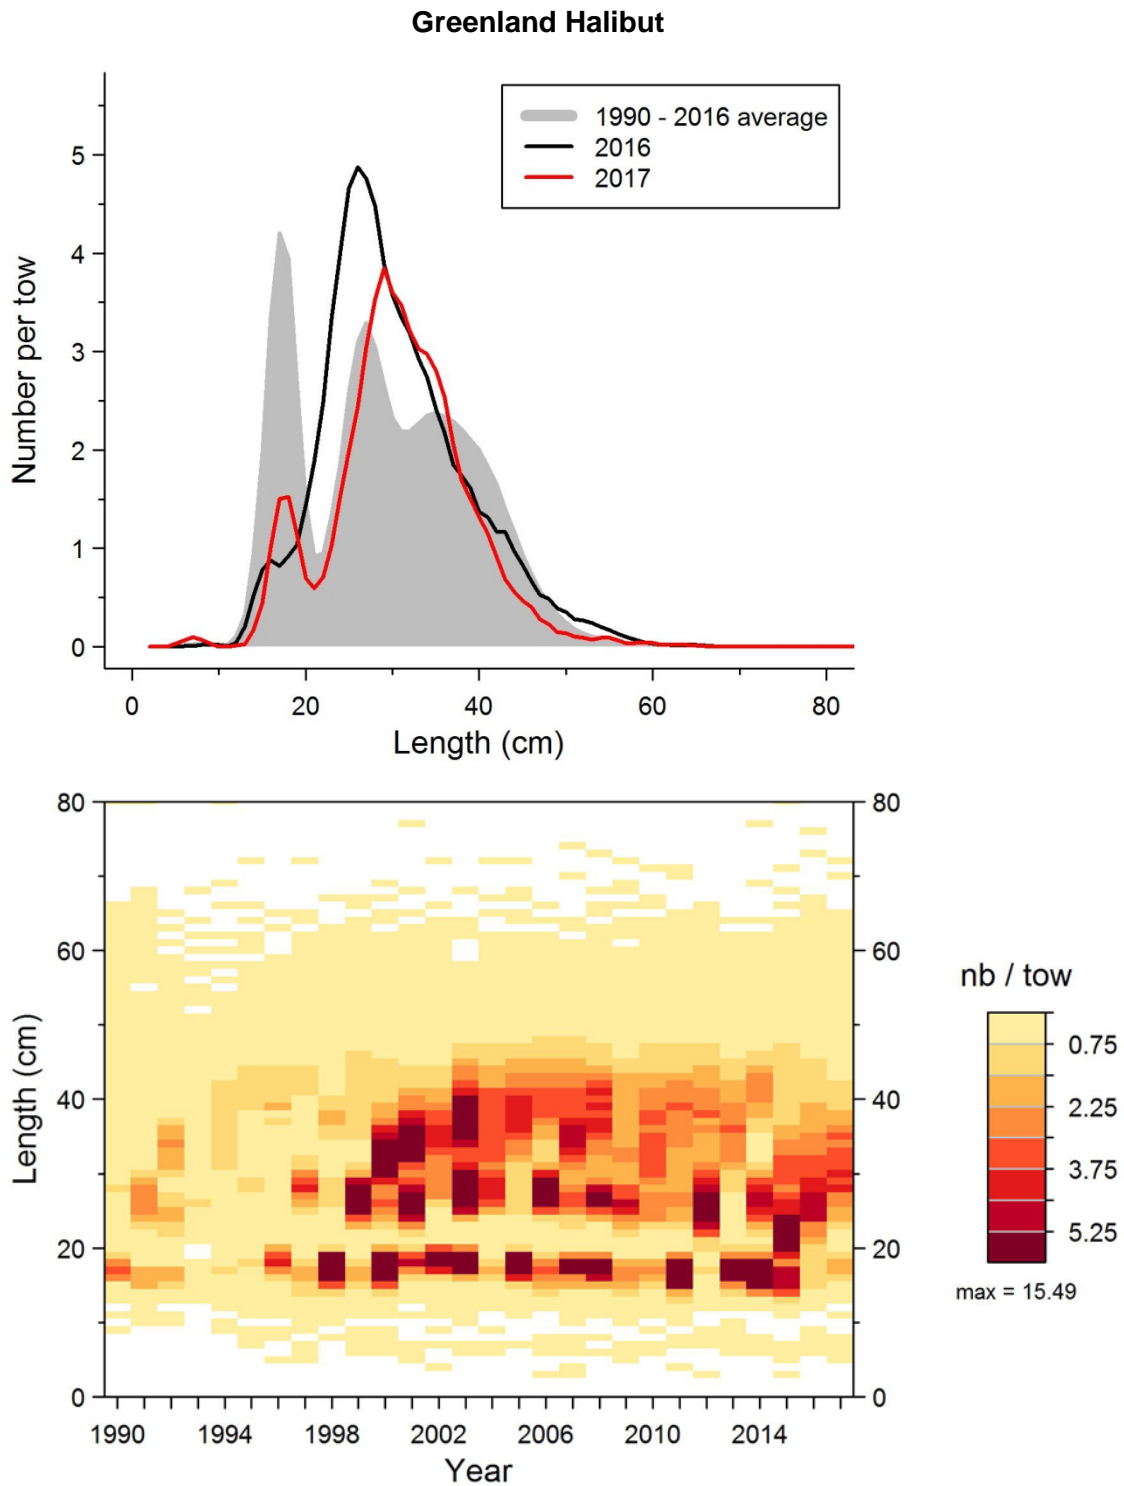 Greenland Halibut
1990 - 2016 average
2016
2017
Number per tow
5
4
3
2
1
0
0 20 40 60 80
Length (cm)
80 80
60 60
40 40
20 20
0 0
Length (cm)
1990 1994 1998 2002 2006 2010 2014
Year
nb / tow
0.75
2.25
3.75
5.25
max = 15.49